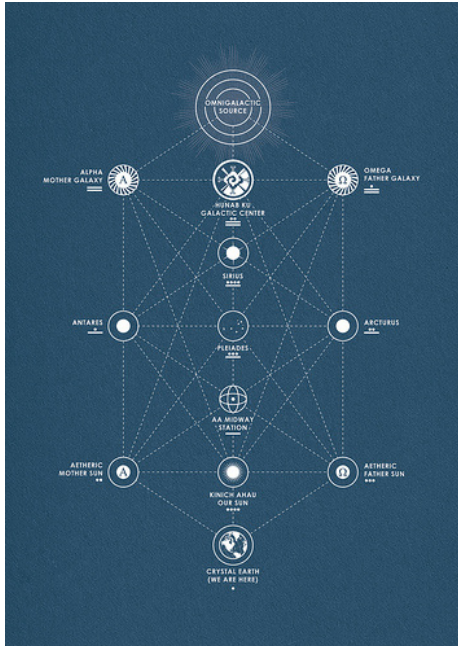 OMNIGALACTIC
SOURCE
ALPHA
MOTHER GALAXY
A
HUNAB KU
GALACTIC CENTER
OMEGA
FATHER GALAXY
Ω
SIRIUS
ANTARES
PLEIADES
ARCTURUS
AA MIDWAY
STATION
AETHERIC
MOTHER SUN
A
KINICH AHAU
OUR SUN
AETHERIC
FATHER SUN
Ω
CRYSTAL EARTH
(WE ARE HERE)